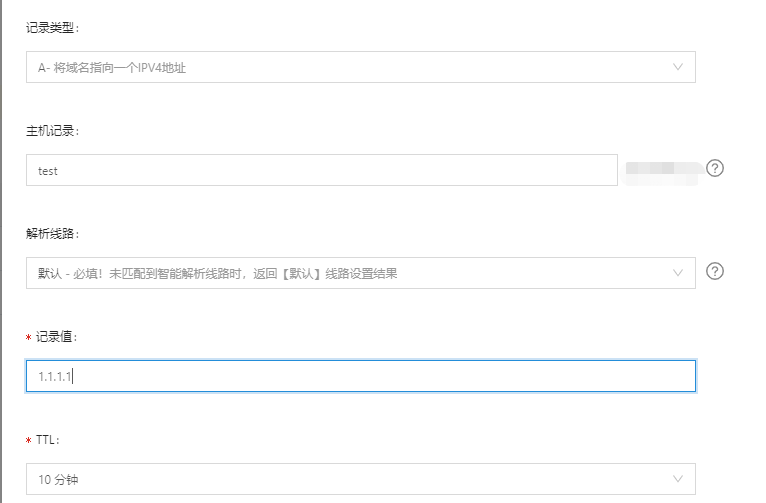 记录类型：
A- 将域名指向一个IPV4地址
主机记录：
test
解析线路：
默认 - 必填！未匹配到智能解析线路时，返回【默认】线路设置结果
* 记录值：
1.1.1.1
* TTL：
10 分钟